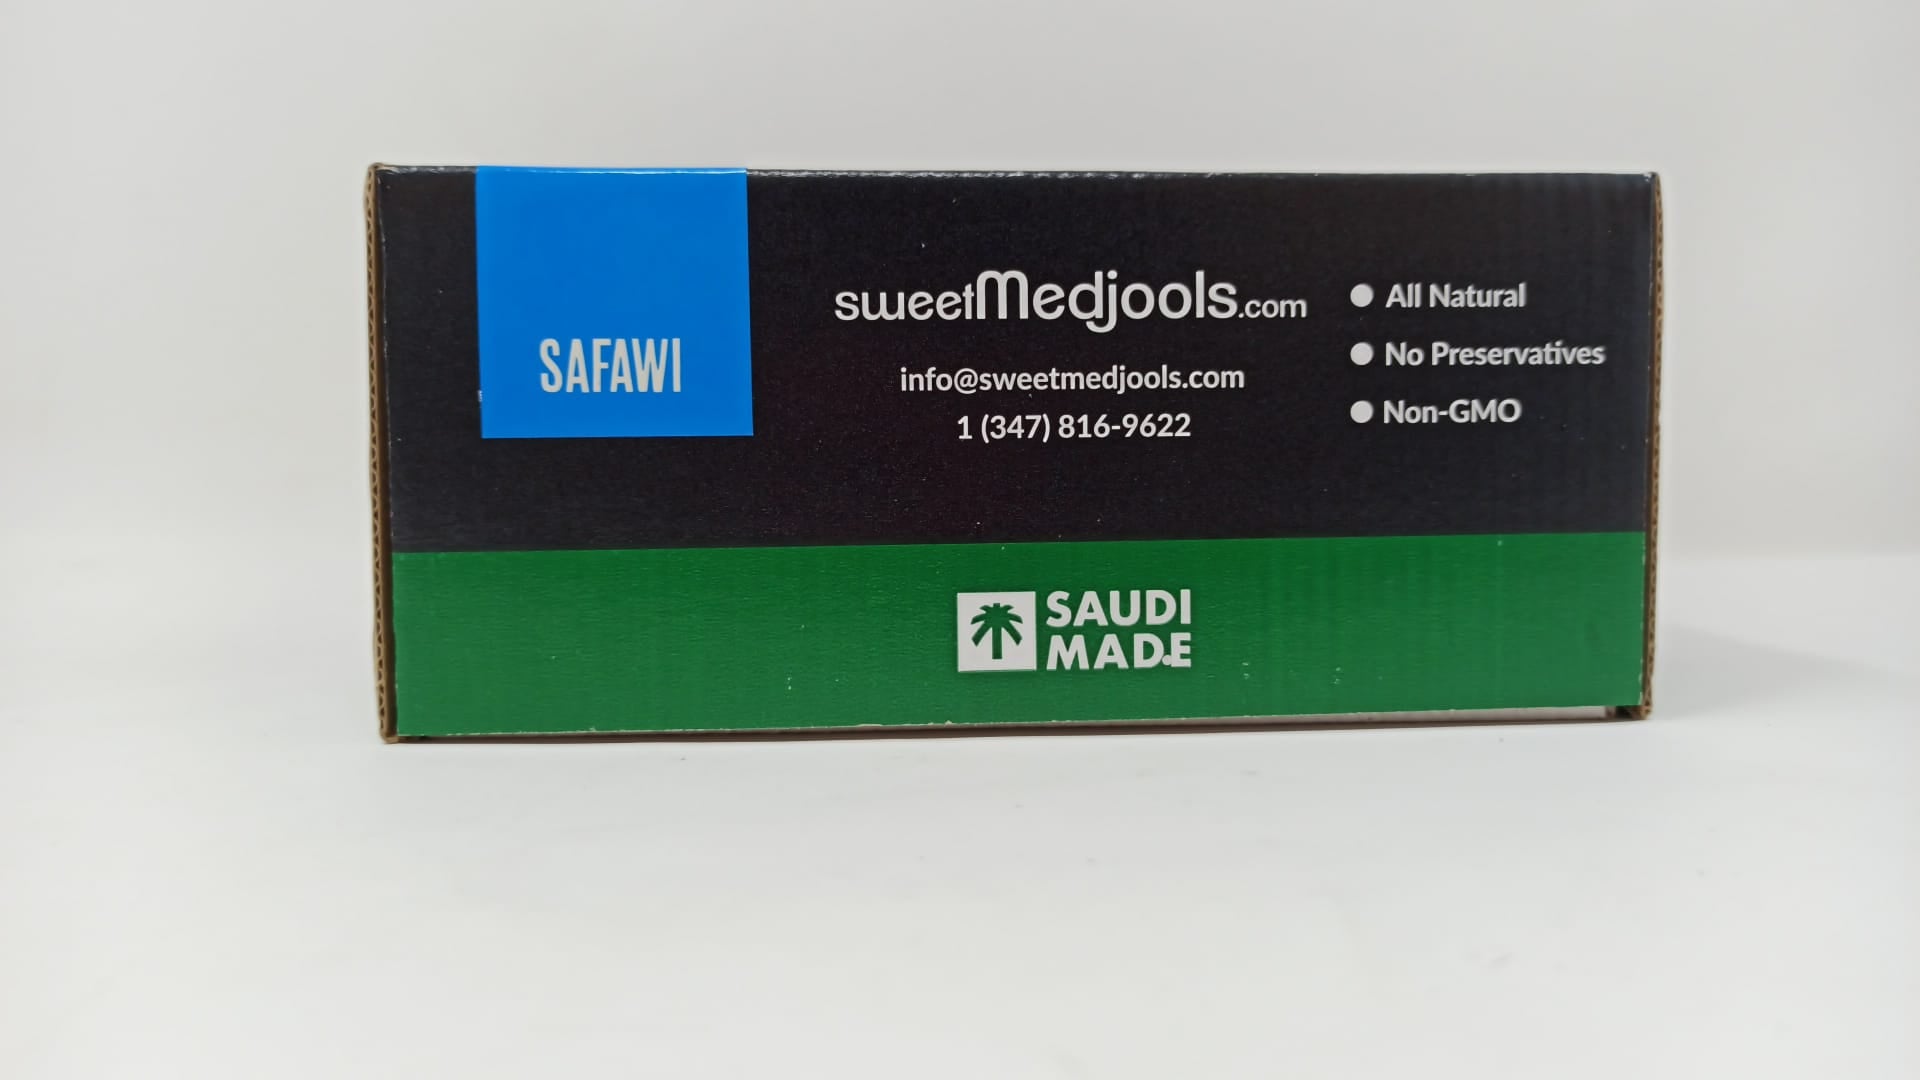 SAFAWI
sweetMedjools.com
info@sweetmedjools.com
1 (347) 816-9622
All Natural
No Preservatives
Non-GMO
SAUDI
MADE